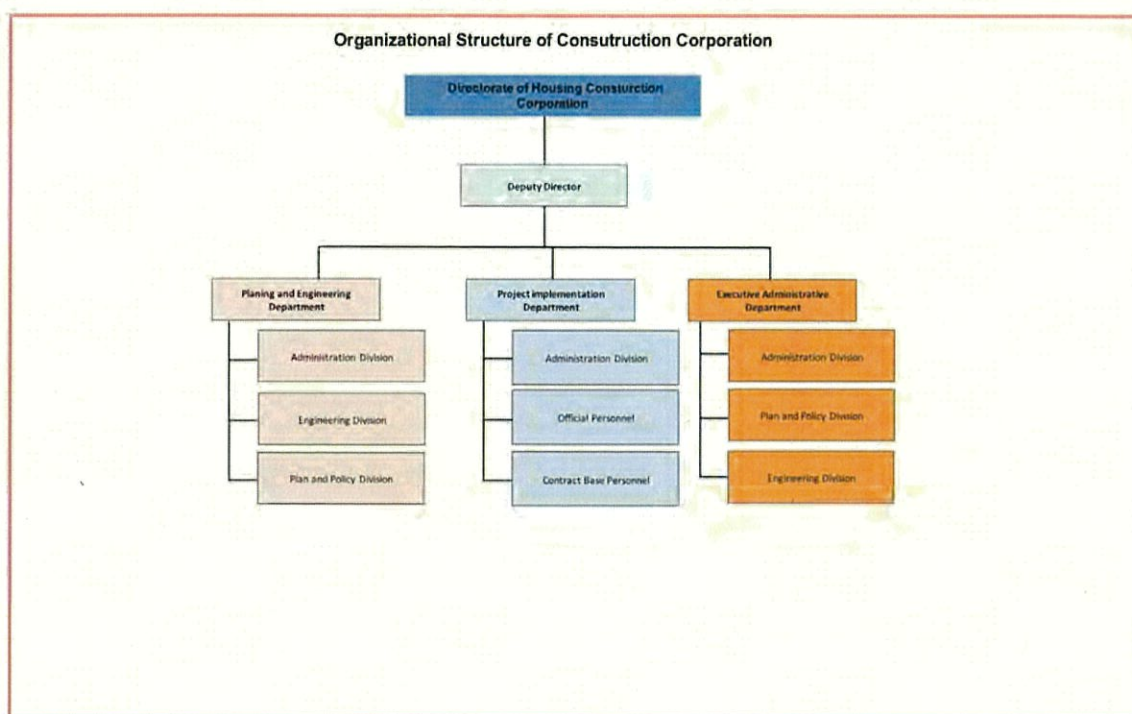 Organizational Structure of Consutruction Corporation
Directorate of Housing Consturction
Corporation
Deputy Director
Planing and Engineering
Department
Administration Division
Engineering Division
Plan and Policy Division
Project implementation
Department
Administration Division
Official Personnel
Contract Base Personnel
Executive Administrative
Department
Administration Division
Plan and Policy Division
Engineering Division